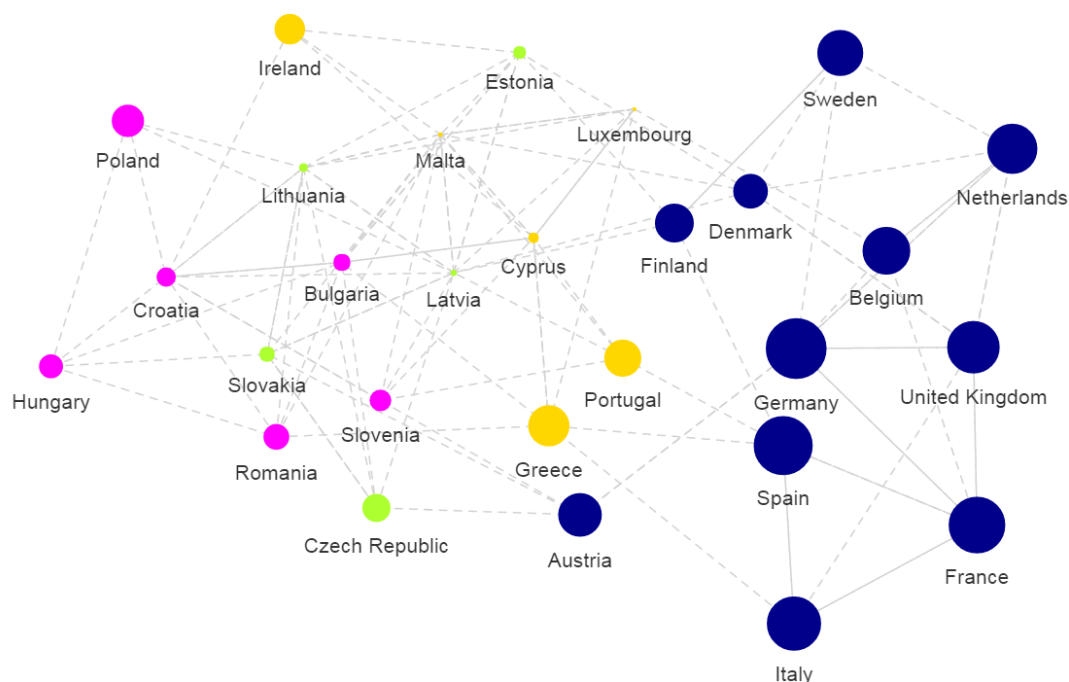 Ireland
Estonia
Sweden
Luxembourg
Poland
Malta
Lithuania
Netherlands
Denmark
Cyprus
Finland
Croatia
Bulgaria
Latvia
Belgium
Slovakia
Hungary
Portugal
Germany
United Kingdom
Slovenia
Romania
Greece
Spain
Czech Republic
Austria
France
Italy